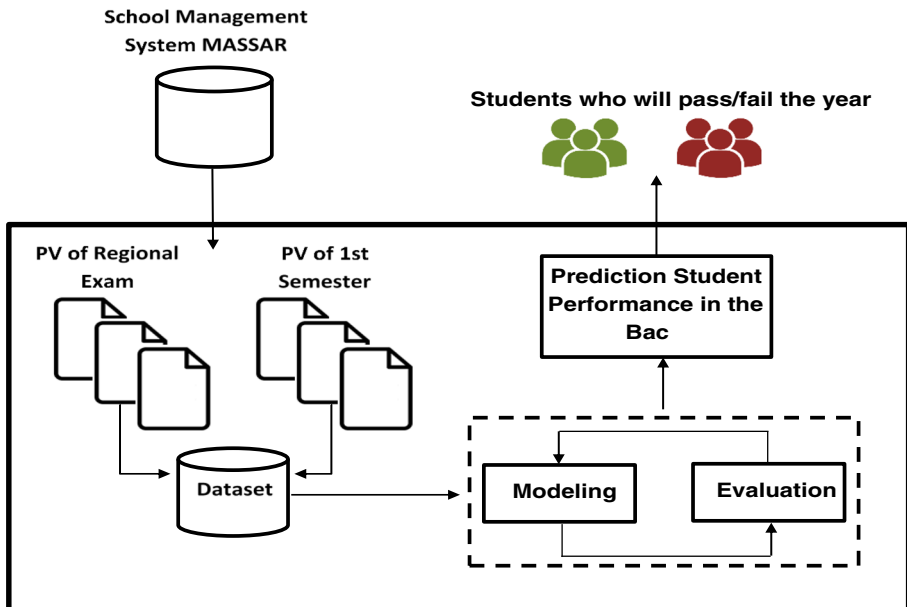 School Management
System MASSAR
Students who will pass/fail the year
PV of Regional
Exam
PV of 1st
Semester
Prediction Student
Performance in the
Bac
Dataset
Modeling
Evaluation